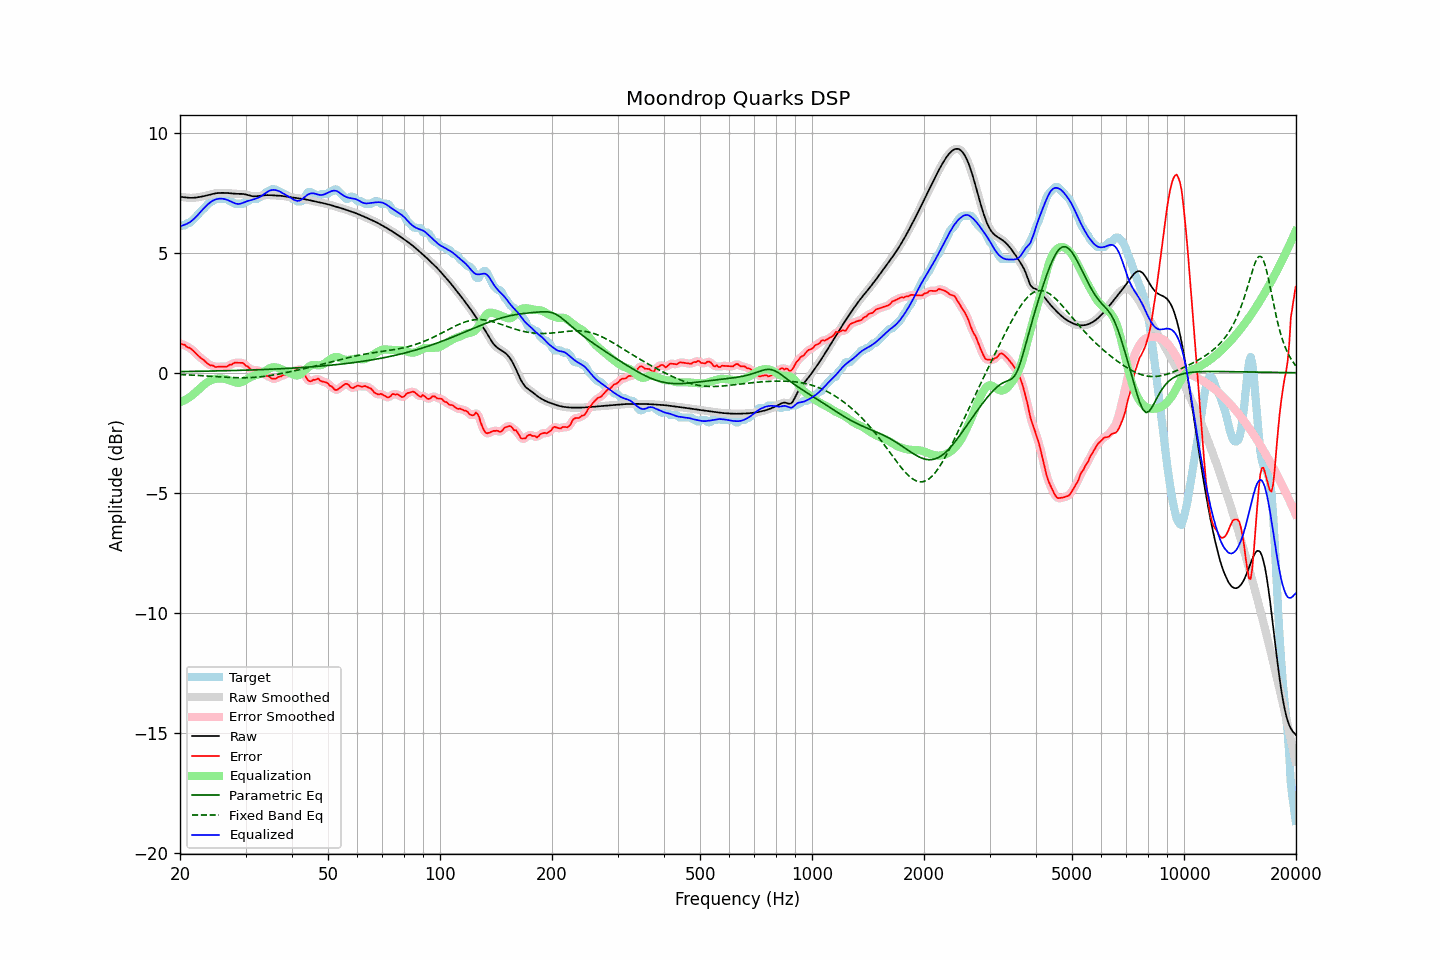 Moondrop Quarks DSP
10
5
0
−5
−10
−15
−20
Amplitude (dBr)
Target
Raw Smoothed
Error Smoothed
Raw
Error
Equalization
Parametric Eq
Fixed Band Eq
Equalized
20 50 100 200 500 1000 2000 5000 10000 20000
Frequency (Hz)